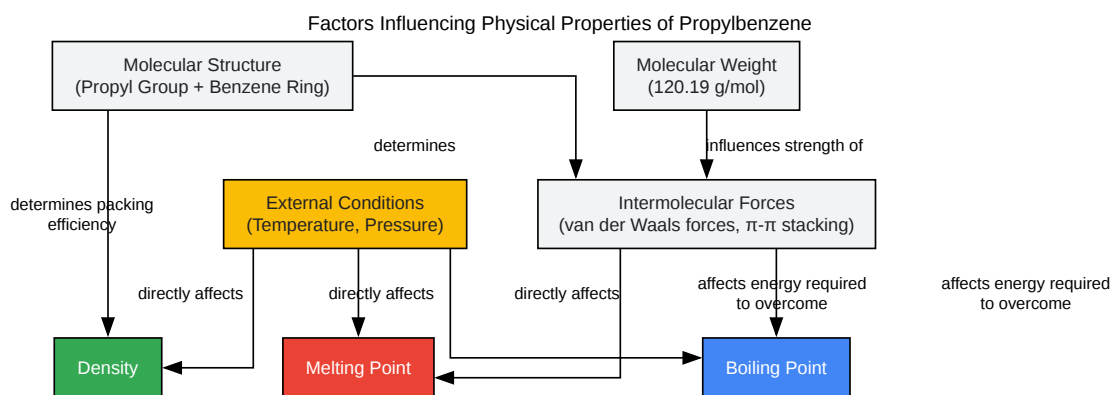 Factors Influencing Physical Properties of Propylbenzene
Molecular Structure
(Propyl Group + Benzene Ring)
Molecular Weight
(120.19 g/mol)
determines
influences strength of
determines packing
efficiency
External Conditions
(Temperature, Pressure)
Intermolecular Forces
(van der Waals forces, π-π stacking)
directly affects
directly affects
directly affects
affects energy required
to overcome
affects energy required
to overcome
Density
Melting Point
Boiling Point